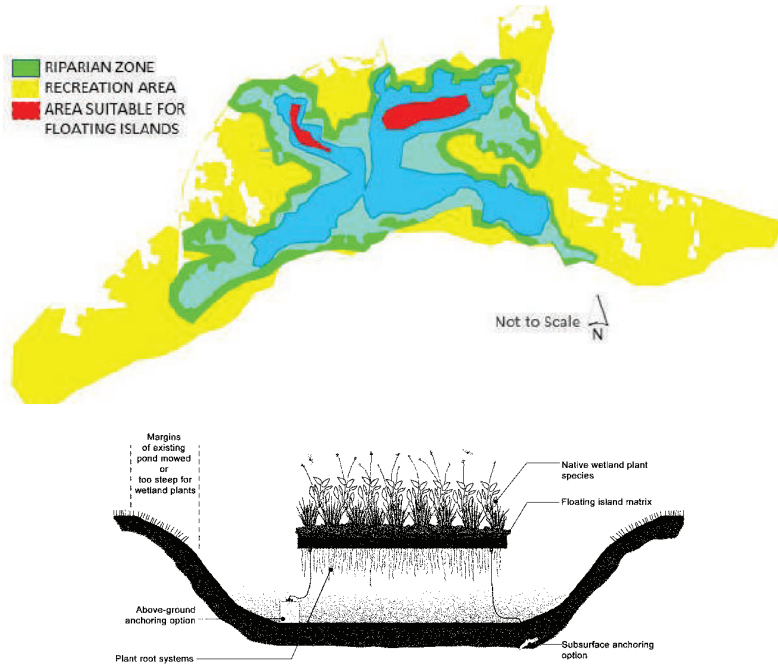 RIPARIAN ZONE
RECREATION AREA
AREA SUITABLE FOR
FLOATING ISLANDS
Not to Scale
N
Margins
of existing
pond mowed
or
too steep for
wetland plants
Native wetland plant
species
Floating island matrix
Above-ground
anchoring option
Plant root systems
Subsurface anchoring
option